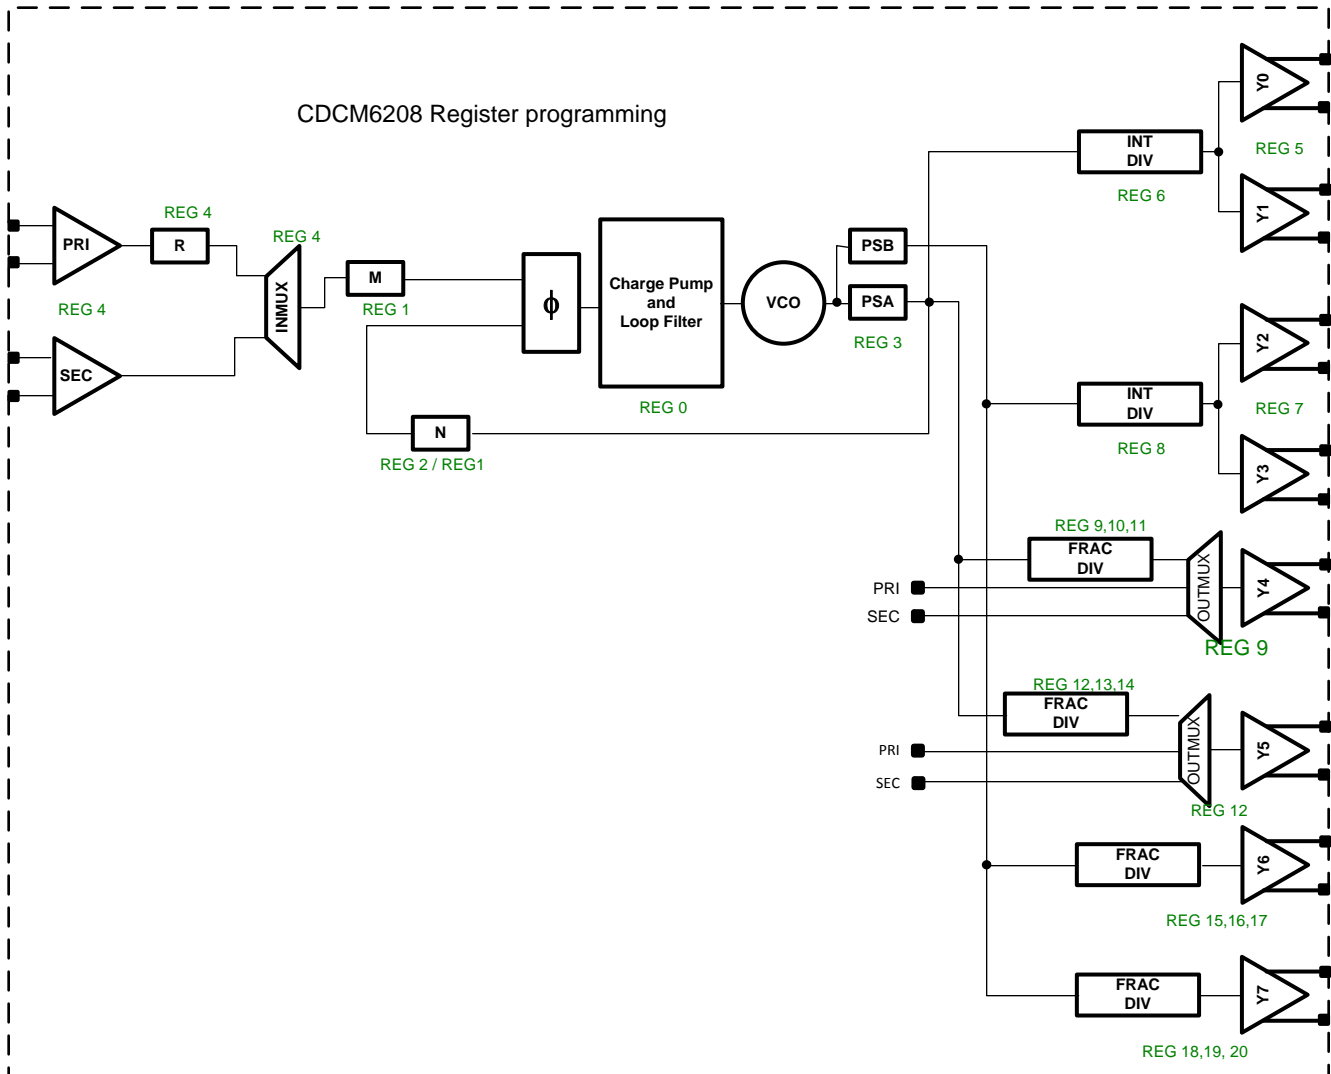 CDCM6208 Register programming
Y0
INT
DIV
REG 5
REG 6
Y1
REG 4
PRI
R
REG 4
REG 4
INMUX
M
REG 1
SEC
ϕ
Charge Pump
and
Loop Filter
REG 0
VCO
PSB
PSA
REG 3
N
REG 2 / REG1
Y2
INT
DIV
REG 7
REG 8
Y3
REG 9,10,11
FRAC
DIV
PRI
SEC
OUTMUX
Y4
REG 9
REG 12,13,14
FRAC
DIV
PRI
SEC
OUTMUX
Y5
REG 12
FRAC
DIV
Y6
REG 15,16,17
FRAC
DIV
Y7
REG 18,19, 20